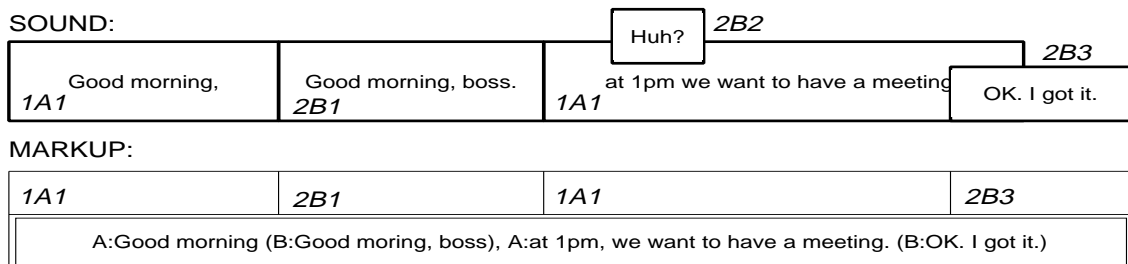 SOUND:
Huh? 2B2
2B3
Good morning, Good morning, boss. at 1pm we want to have a meeting OK. I got it.
1A1 2B1 1A1
MARKUP:
1A1 2B1 1A1 2B3
A:Good morning (B:Good moring, boss), A:at 1pm, we want to have a meeting. (B:OK. I got it.)